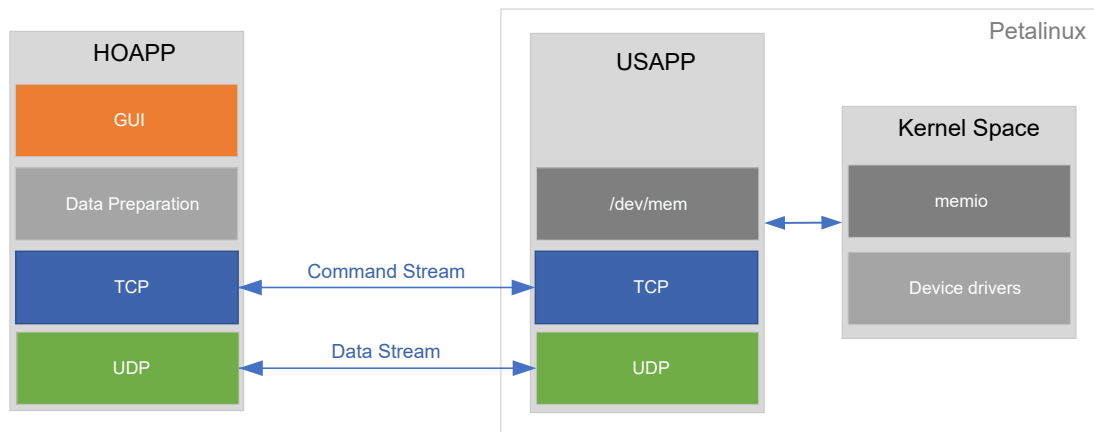 HOAPP
GUI
Data Preparation
TCP
UDP
Command Stream
Data Stream
Petalinux
USAPP
/dev/mem
TCP
UDP
Kernel Space
memio
Device drivers